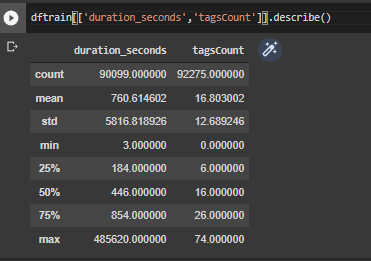 dftrain[['duration_seconds','tagsCount']].describe()
duration_seconds tagsCount
count 90099.000000 92275.000000
mean 760.614602 16.803002
std 5816.818926 12.689246
min 3.000000 0.000000
25% 184.000000 6.000000
50% 446.000000 16.000000
75% 854.000000 26.000000
max 485620.000000 74.000000